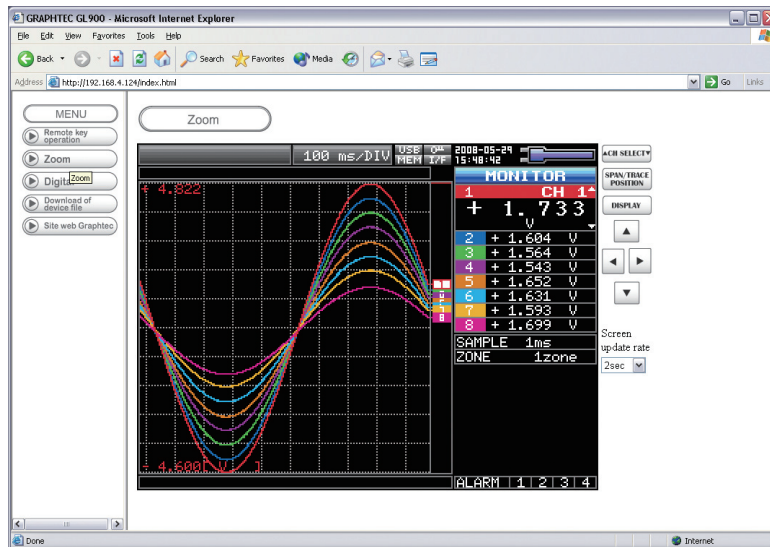 GRAPHTEC GL900 - Microsoft Internet Explorer
File Edit View Favorites Tools Help
Back Search Favorites Media
Address http://192.168.4.124/index.html Go Links
MENU
Remote key operation
Zoom
Digital
Zoom
Download of device file
Site web Graphtec
Zoom
100 ms/DIV USB MEM I/F 2008-05-29 15:48:42
+ 4.822
- 4.600[ V ]
MONITOR
1 CH 1
+ 1.733
V
2 + 1.604 V
3 + 1.564 V
4 + 1.543 V
5 + 1.652 V
6 + 1.631 V
7 + 1.593 V
8 + 1.699 V
SAMPLE 1ms
ZONE 1zone
ALARM 1 2 3 4
▲CH SELECT▼
SPAN/TRACE
POSITION
DISPLAY
Screen
update rate
2sec
Done Internet